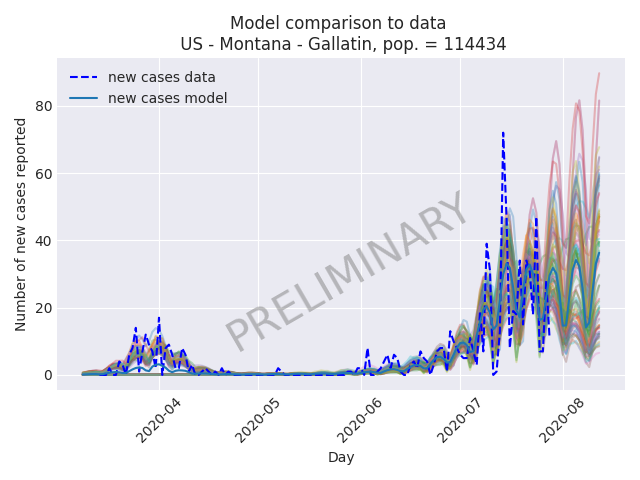 Model comparison to data
US - Montana - Gallatin, pop. = 114434
new cases data
new cases model
Number of new cases reported
80
60
40
20
0
PRELIMINARY
2020-04
2020-05
2020-06
2020-07
2020-08
Day